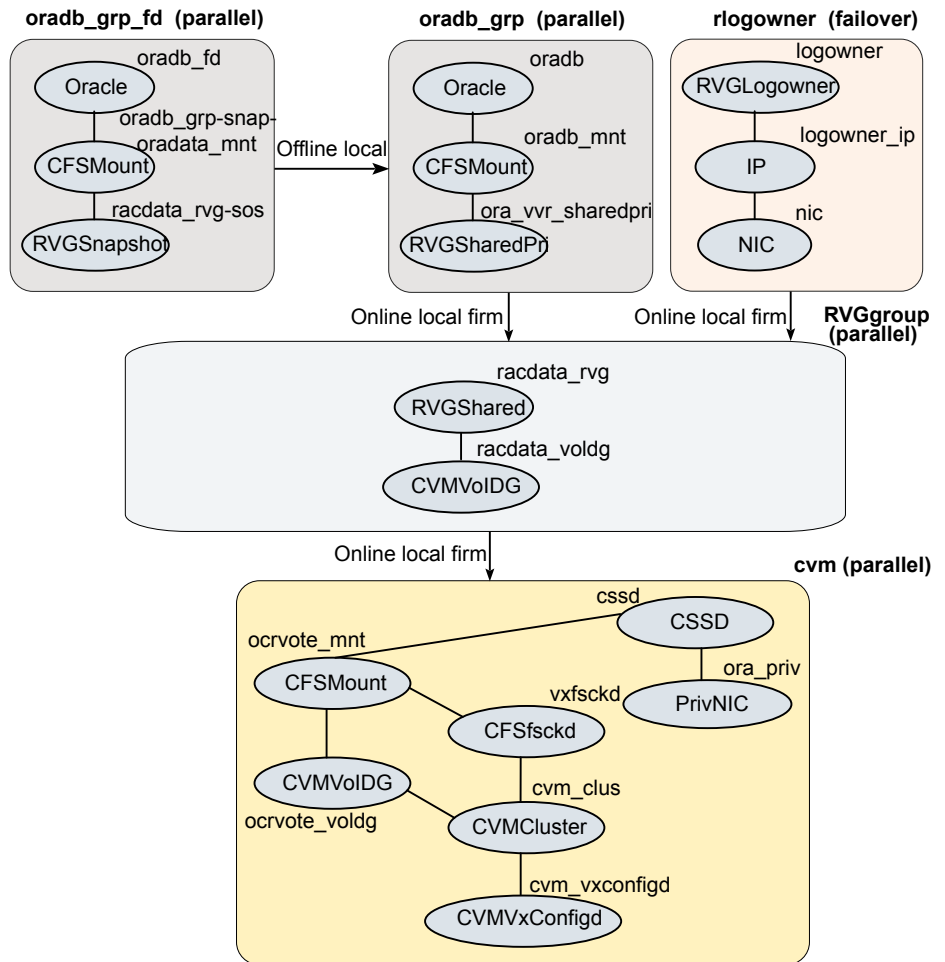 oradb_grp_fd (parallel)
oradb_grp (parallel)
rlogowner (failover)
oradb_fd
Oracle
oradb_grp-snap-
oradata_mnt
CFSMount
racdata_rvg-sos
RVGSnapshot
Offline local
oradb
Oracle
oradb_mnt
CFSMount
ora_vvr_sharedpri
RVGSharedPri
logowner
RVGLogowner
logowner_ip
IP
nic
NIC
Online local firm
Online local firm
RVGgroup
(parallel)
racdata_rvg
RVGShared
racdata_voldg
CVMVolDG
Online local firm
cvm (parallel)
cssd
CSSD
ocrvote_mnt
ora_priv
CFSMount
PrivNIC
vxfsckd
CFSfsckd
CVMVolDG
cvm_clus
ocrvote_voldg
CVMCluster
cvm_vxconfigd
CVMVxConfigd